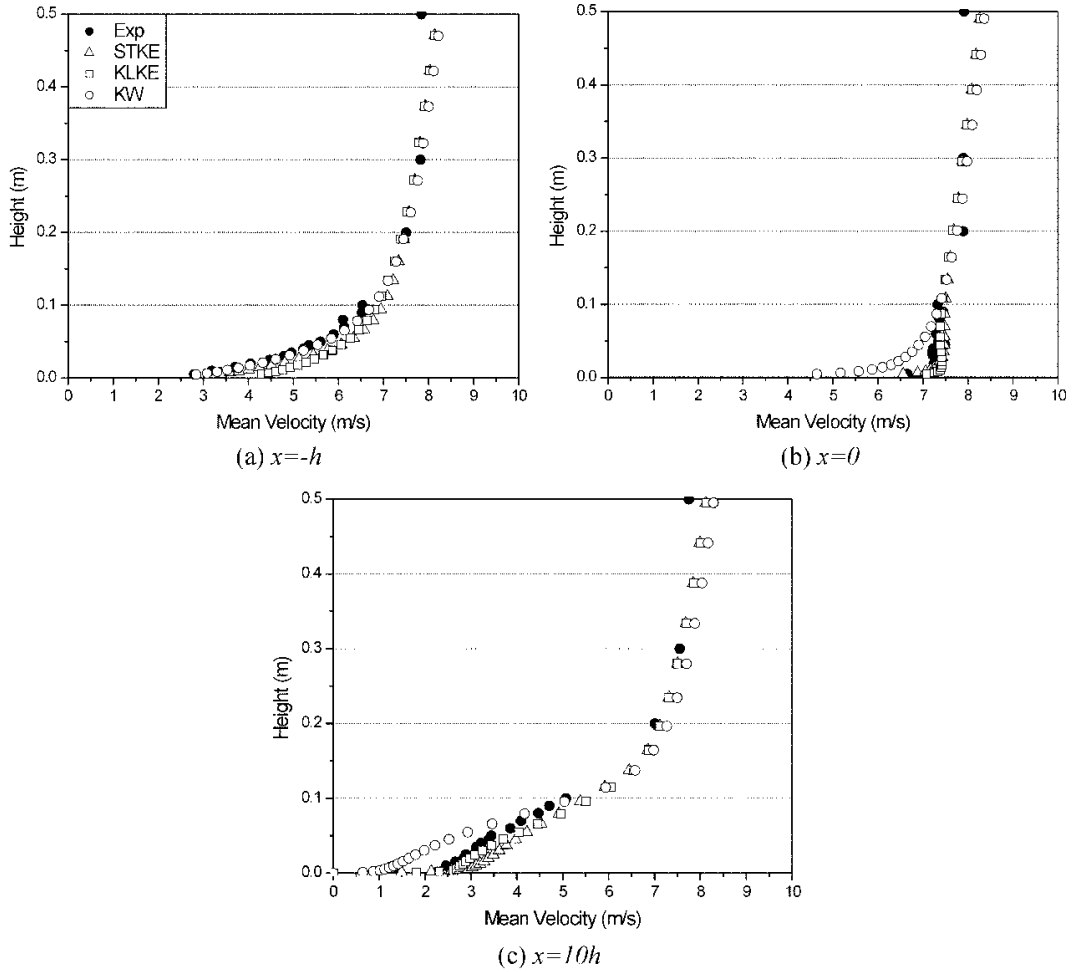 Exp
STKE
KLKE
KW
0.5
0.4
0.3
0.2
0.1
0.0
Height (m)
0 1 2 3 4 5 6 7 8 9 10
Mean Velocity (m/s)
(a) x=-h
0.5
0.4
0.3
0.2
0.1
0.0
Height (m)
0 1 2 3 4 5 6 7 8 9 10
Mean Velocity (m/s)
(b) x=0
0.5
0.4
0.3
0.2
0.1
0.0
Height (m)
0 1 2 3 4 5 6 7 8 9 10
Mean Velocity (m/s)
(c) x=10h